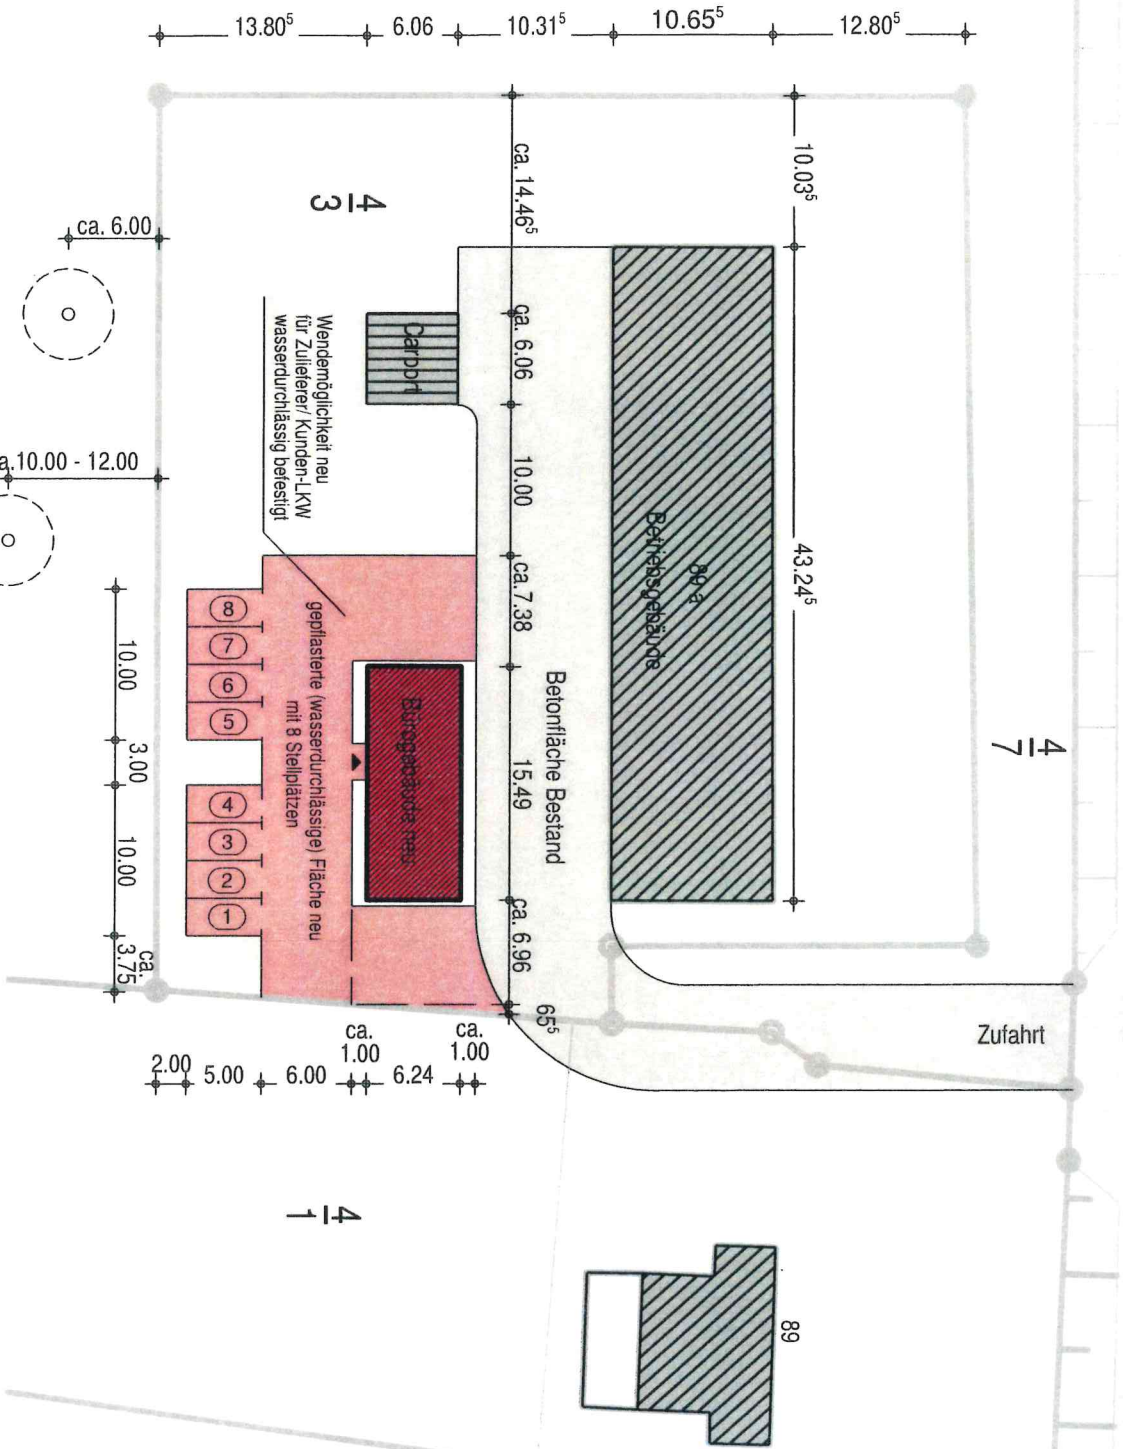 13.80⁵
6.06
10.31⁵
10.65⁵
12.80⁵
ca. 14.46⁵
10.03⁵
4
3
ca. 6.00
ca. 6.06
Carport
Wendemöglichkeit neu
für Zulieferer/ Kunden-LKW
wasserdurchlässig befestigt
a.10.00 - 12.00
10.00
43.24⁵
89 a
Betriebsgebäude
ca.7.38
gepflasterte (wasserdurchlässige) Fläche neu
mit 8 Stellplätzen
8
7
6
5
4
3
2
1
10.00
3.00
10.00
ca.
3.75
Bürogebäude neu
15.49
Betonfläche Bestand
4
7
ca. 6.96
65⁵
Zufahrt
2.00
5.00
6.00
ca.
1.00
6.24
ca.
1.00
4
1
89